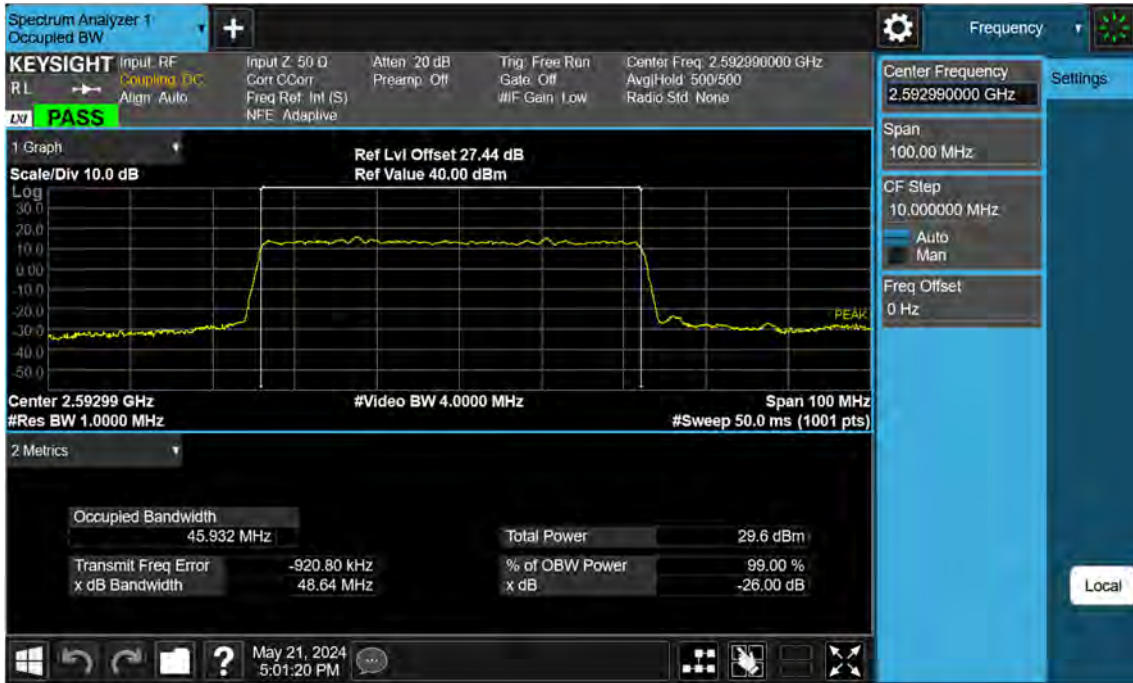 Spectrum Analyzer 1
Occupied BW
+
Frequency
KEYSIGHT
RL
LXI PASS
Input: RF
Coupling: DC
Align: Auto
Input Z: 50 Ω
Corr CCorr
Freq Ref: Int (S)
NFE: Adaptive
Atten: 20 dB
Preamp: Off
Trig: Free Run
Gate: Off
#IF Gain: Low
Center Freq: 2.592990000 GHz
Avg|Hold: 500/500
Radio Std: None
Center Frequency
2.592990000 GHz
Settings
Span
100.00 MHz
CF Step
10.000000 MHz
Auto
Man
Freq Offset
0 Hz
1 Graph
Scale/Div 10.0 dB
Ref Lvl Offset 27.44 dB
Ref Value 40.00 dBm
Log
30.0
20.0
10.0
0.00
-10.0
-20.0
-30.0
-40.0
-50.0
PEAK
Center 2.59299 GHz
#Res BW 1.0000 MHz
#Video BW 4.0000 MHz
Span 100 MHz
#Sweep 50.0 ms (1001 pts)
2 Metrics
Occupied Bandwidth
45.932 MHz
Total Power 29.6 dBm
Transmit Freq Error -920.80 kHz
% of OBW Power 99.00 %
x dB Bandwidth 48.64 MHz
x dB -26.00 dB
Local
?
May 21, 2024
5:01:20 PM